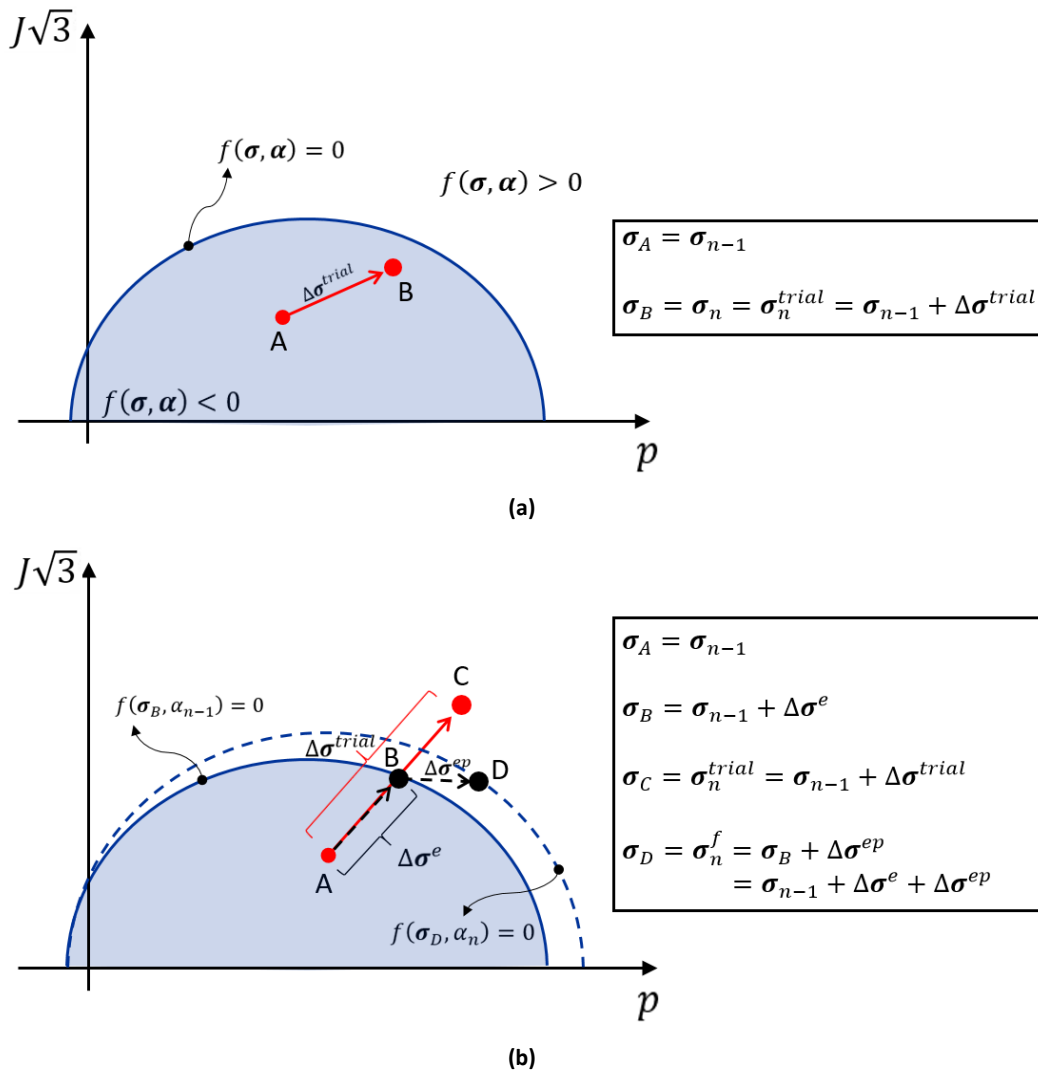 J√3
f(σ, α) = 0
f(σ, α) > 0
Δσ^{trial}
B
A
f(σ, α) < 0
p
σ_A = σ_{n−1}
σ_B = σ_n = σ_n^{trial} = σ_{n−1} + Δσ^{trial}
(a)
J√3
C
f(σ_B, α_{n−1}) = 0
Δσ^{trial}
B
Δσ^{ep}
D
Δσ^e
A
f(σ_D, α_n) = 0
p
σ_A = σ_{n−1}
σ_B = σ_{n−1} + Δσ^e
σ_C = σ_n^{trial} = σ_{n−1} + Δσ^{trial}
σ_D = σ_n^f = σ_B + Δσ^{ep}
= σ_{n−1} + Δσ^e + Δσ^{ep}
(b)